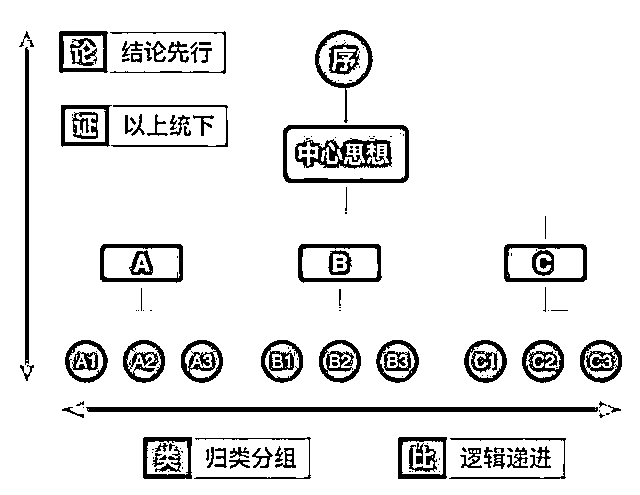 论 结论先行
序
证 以上统下
中心思想
A B C
A1 A2 A3 B1 B2 B3 C1 C2 C3
类 归类分组 比 逻辑递进